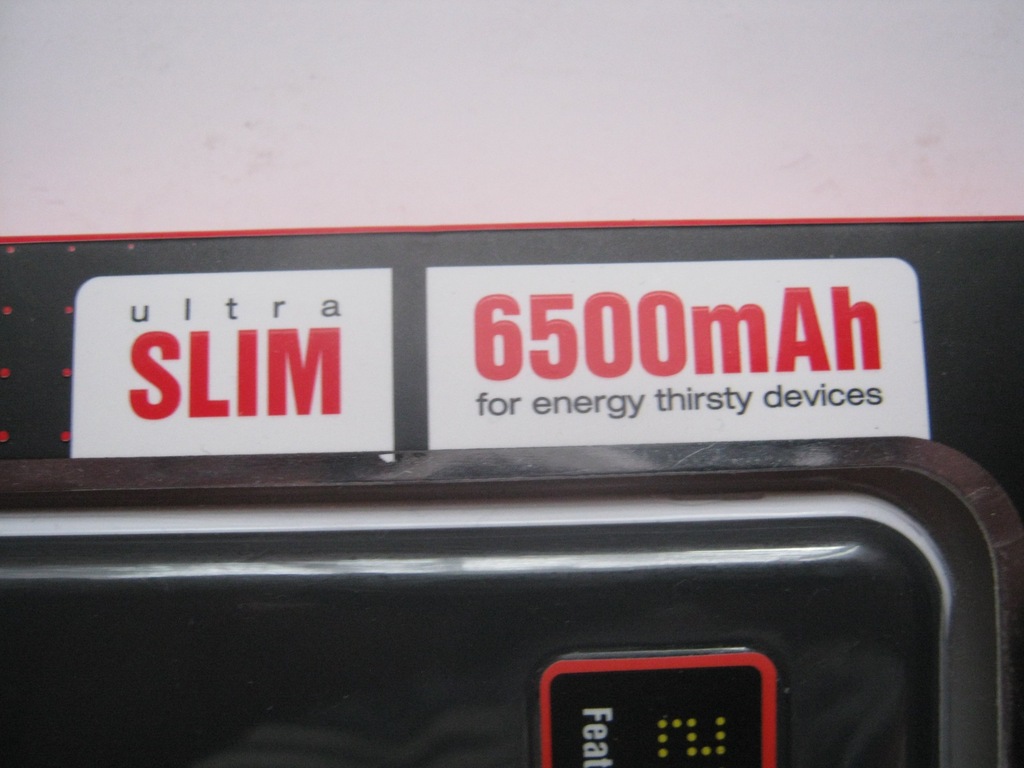 ultra
SLIM
6500mAh
for energy thirsty devices